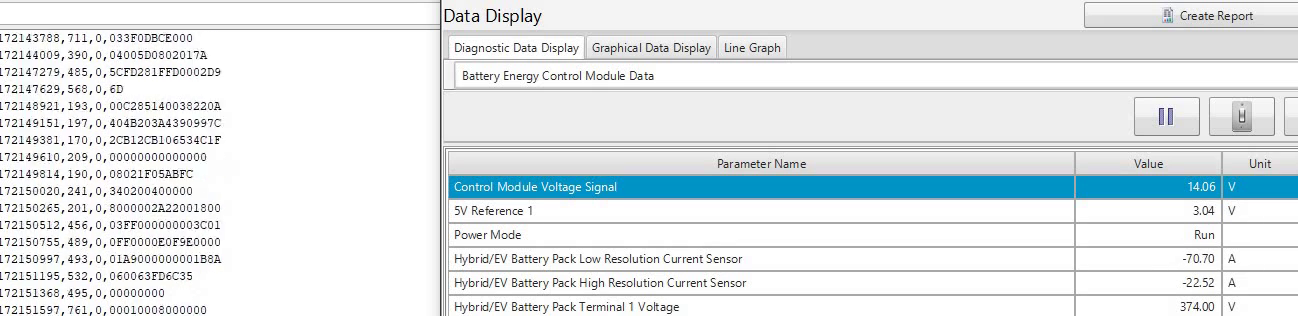 172143788,711,0,033F0DBCE000
172144009,390,0,04005D0802017A
172147279,485,0,5CFD281FFD0002D9
172147629,568,0,6D
172148921,193,0,00C285140038220A
172149151,197,0,404B203A4390997C
172149381,170,0,2CB12CB106534C1F
172149610,209,0,00000000000000
172149814,190,0,08021F05ABFC
172150020,241,0,340200400000
172150265,201,0,8000002A22001800
172150512,456,0,03FF000000003C01
172150755,489,0,0FF0000E0F9E0000
172150997,493,0,01A9000000001B8A
172151195,532,0,060063FD6C35
172151368,495,0,00000000
172151597,761,0,00010008000000
Data Display
Create Report
Diagnostic Data Display Graphical Data Display Line Graph
Battery Energy Control Module Data
Parameter Name Value Unit
Control Module Voltage Signal 14.06 V
5V Reference 1 3.04 V
Power Mode Run
Hybrid/EV Battery Pack Low Resolution Current Sensor -70.70 A
Hybrid/EV Battery Pack High Resolution Current Sensor -22.52 A
Hybrid/EV Battery Pack Terminal 1 Voltage 374.00 V